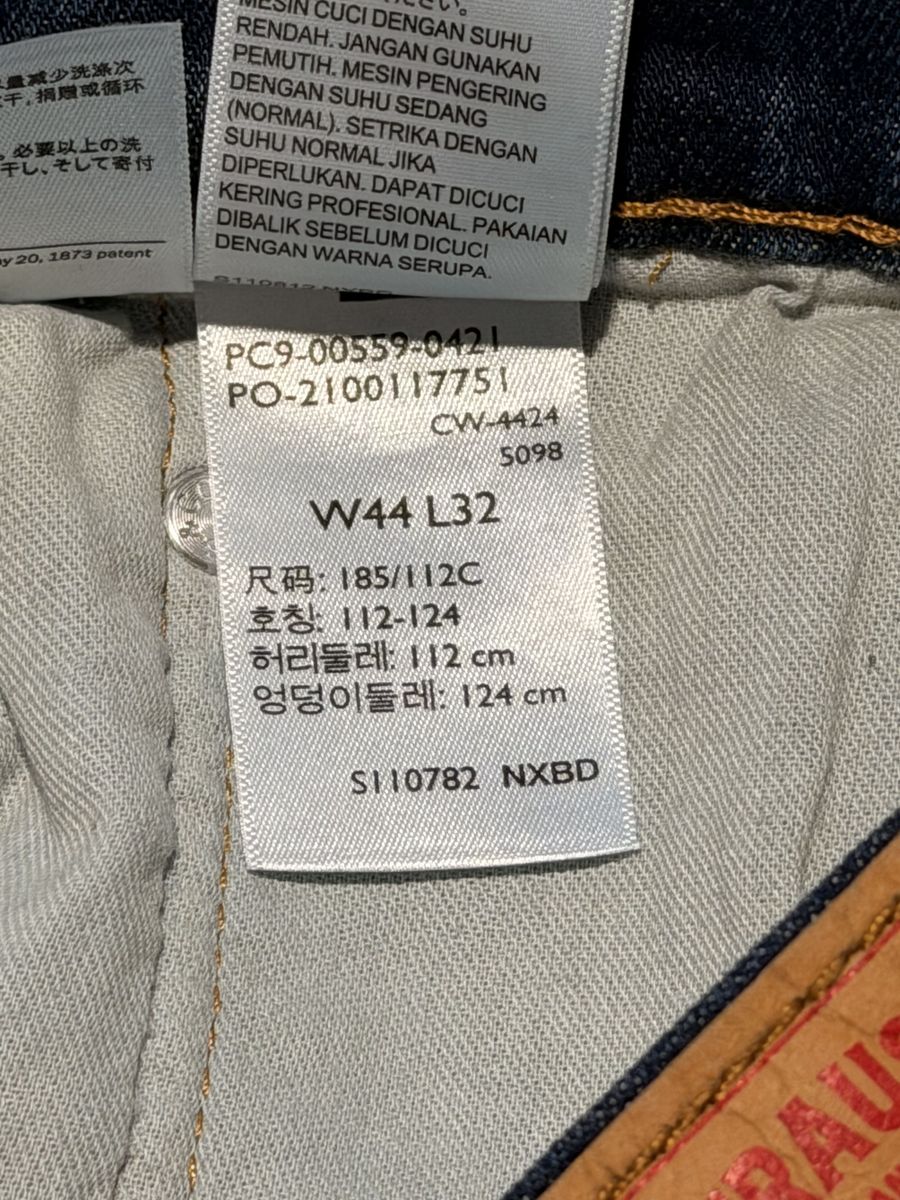 量减少洗涤次
干,捐赠或循环
必要以上の洗
干し、そして寄付
y 20, 1873 patent
ださい。
MESIN CUCI DENGAN SUHU
RENDAH. JANGAN GUNAKAN
PEMUTIH. MESIN PENGERING
DENGAN SUHU SEDANG
(NORMAL). SETRIKA DENGAN
SUHU NORMAL JIKA
DIPERLUKAN. DAPAT DICUCI
KERING PROFESIONAL. PAKAIAN
DIBALIK SEBELUM DICUCI
DENGAN WARNA SERUPA.
PC9-00559-0421
PO-2100117751
CW-4424
5098
W44 L32
尺码: 185/112C
호칭: 112-124
허리둘레: 112 cm
엉덩이둘레: 124 cm
S110782 NXBD
RAUS